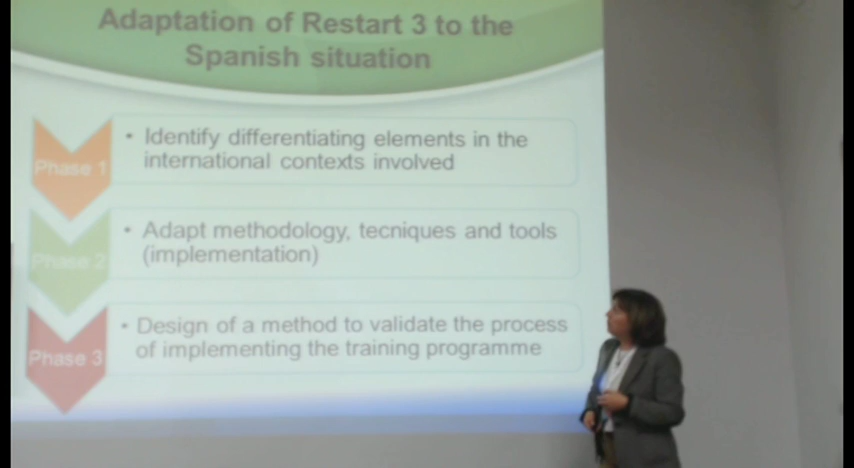 Adaptation of Restart 3 to the
Spanish situation
Phase 1
• Identify differentiating elements in the
international contexts involved
Phase 2
• Adapt methodology, tecniques and tools
(implementation)
Phase 3
• Design of a method to validate the process
of implementing the training programme